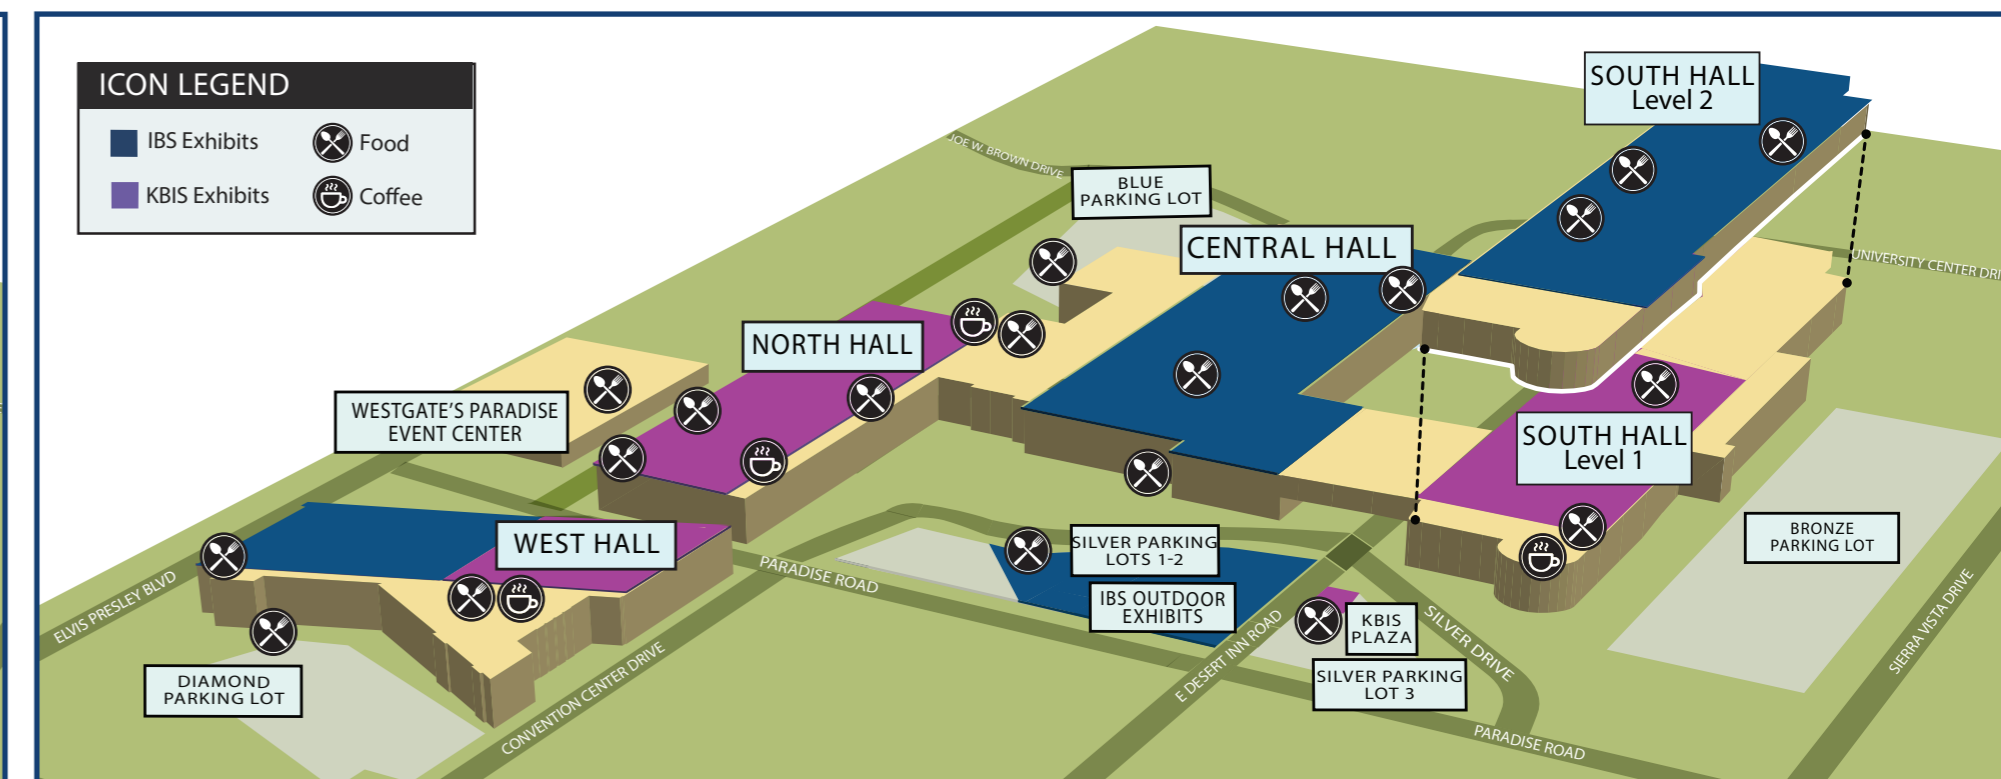 ICON LEGEND
IBS Exhibits
Food
KBIS Exhibits
Coffee
SOUTH HALL
Level 2
JOE W. BROWN DRIVE
BLUE
PARKING LOT
CENTRAL HALL
UNIVERSITY CENTER DRI
NORTH HALL
WESTGATE'S PARADISE
EVENT CENTER
SOUTH HALL
Level 1
WEST HALL
SILVER PARKING
LOTS 1-2
BRONZE
PARKING LOT
PARADISE ROAD
IBS OUTDOOR
EXHIBITS
ELVIS PRESLEY BLVD
KBIS
PLAZA
SILVER DRIVE
SIERRA VISTA DRIVE
E DESERT INN ROAD
DIAMOND
PARKING LOT
SILVER PARKING
LOT 3
CONVENTION CENTER DRIVE
PARADISE ROAD